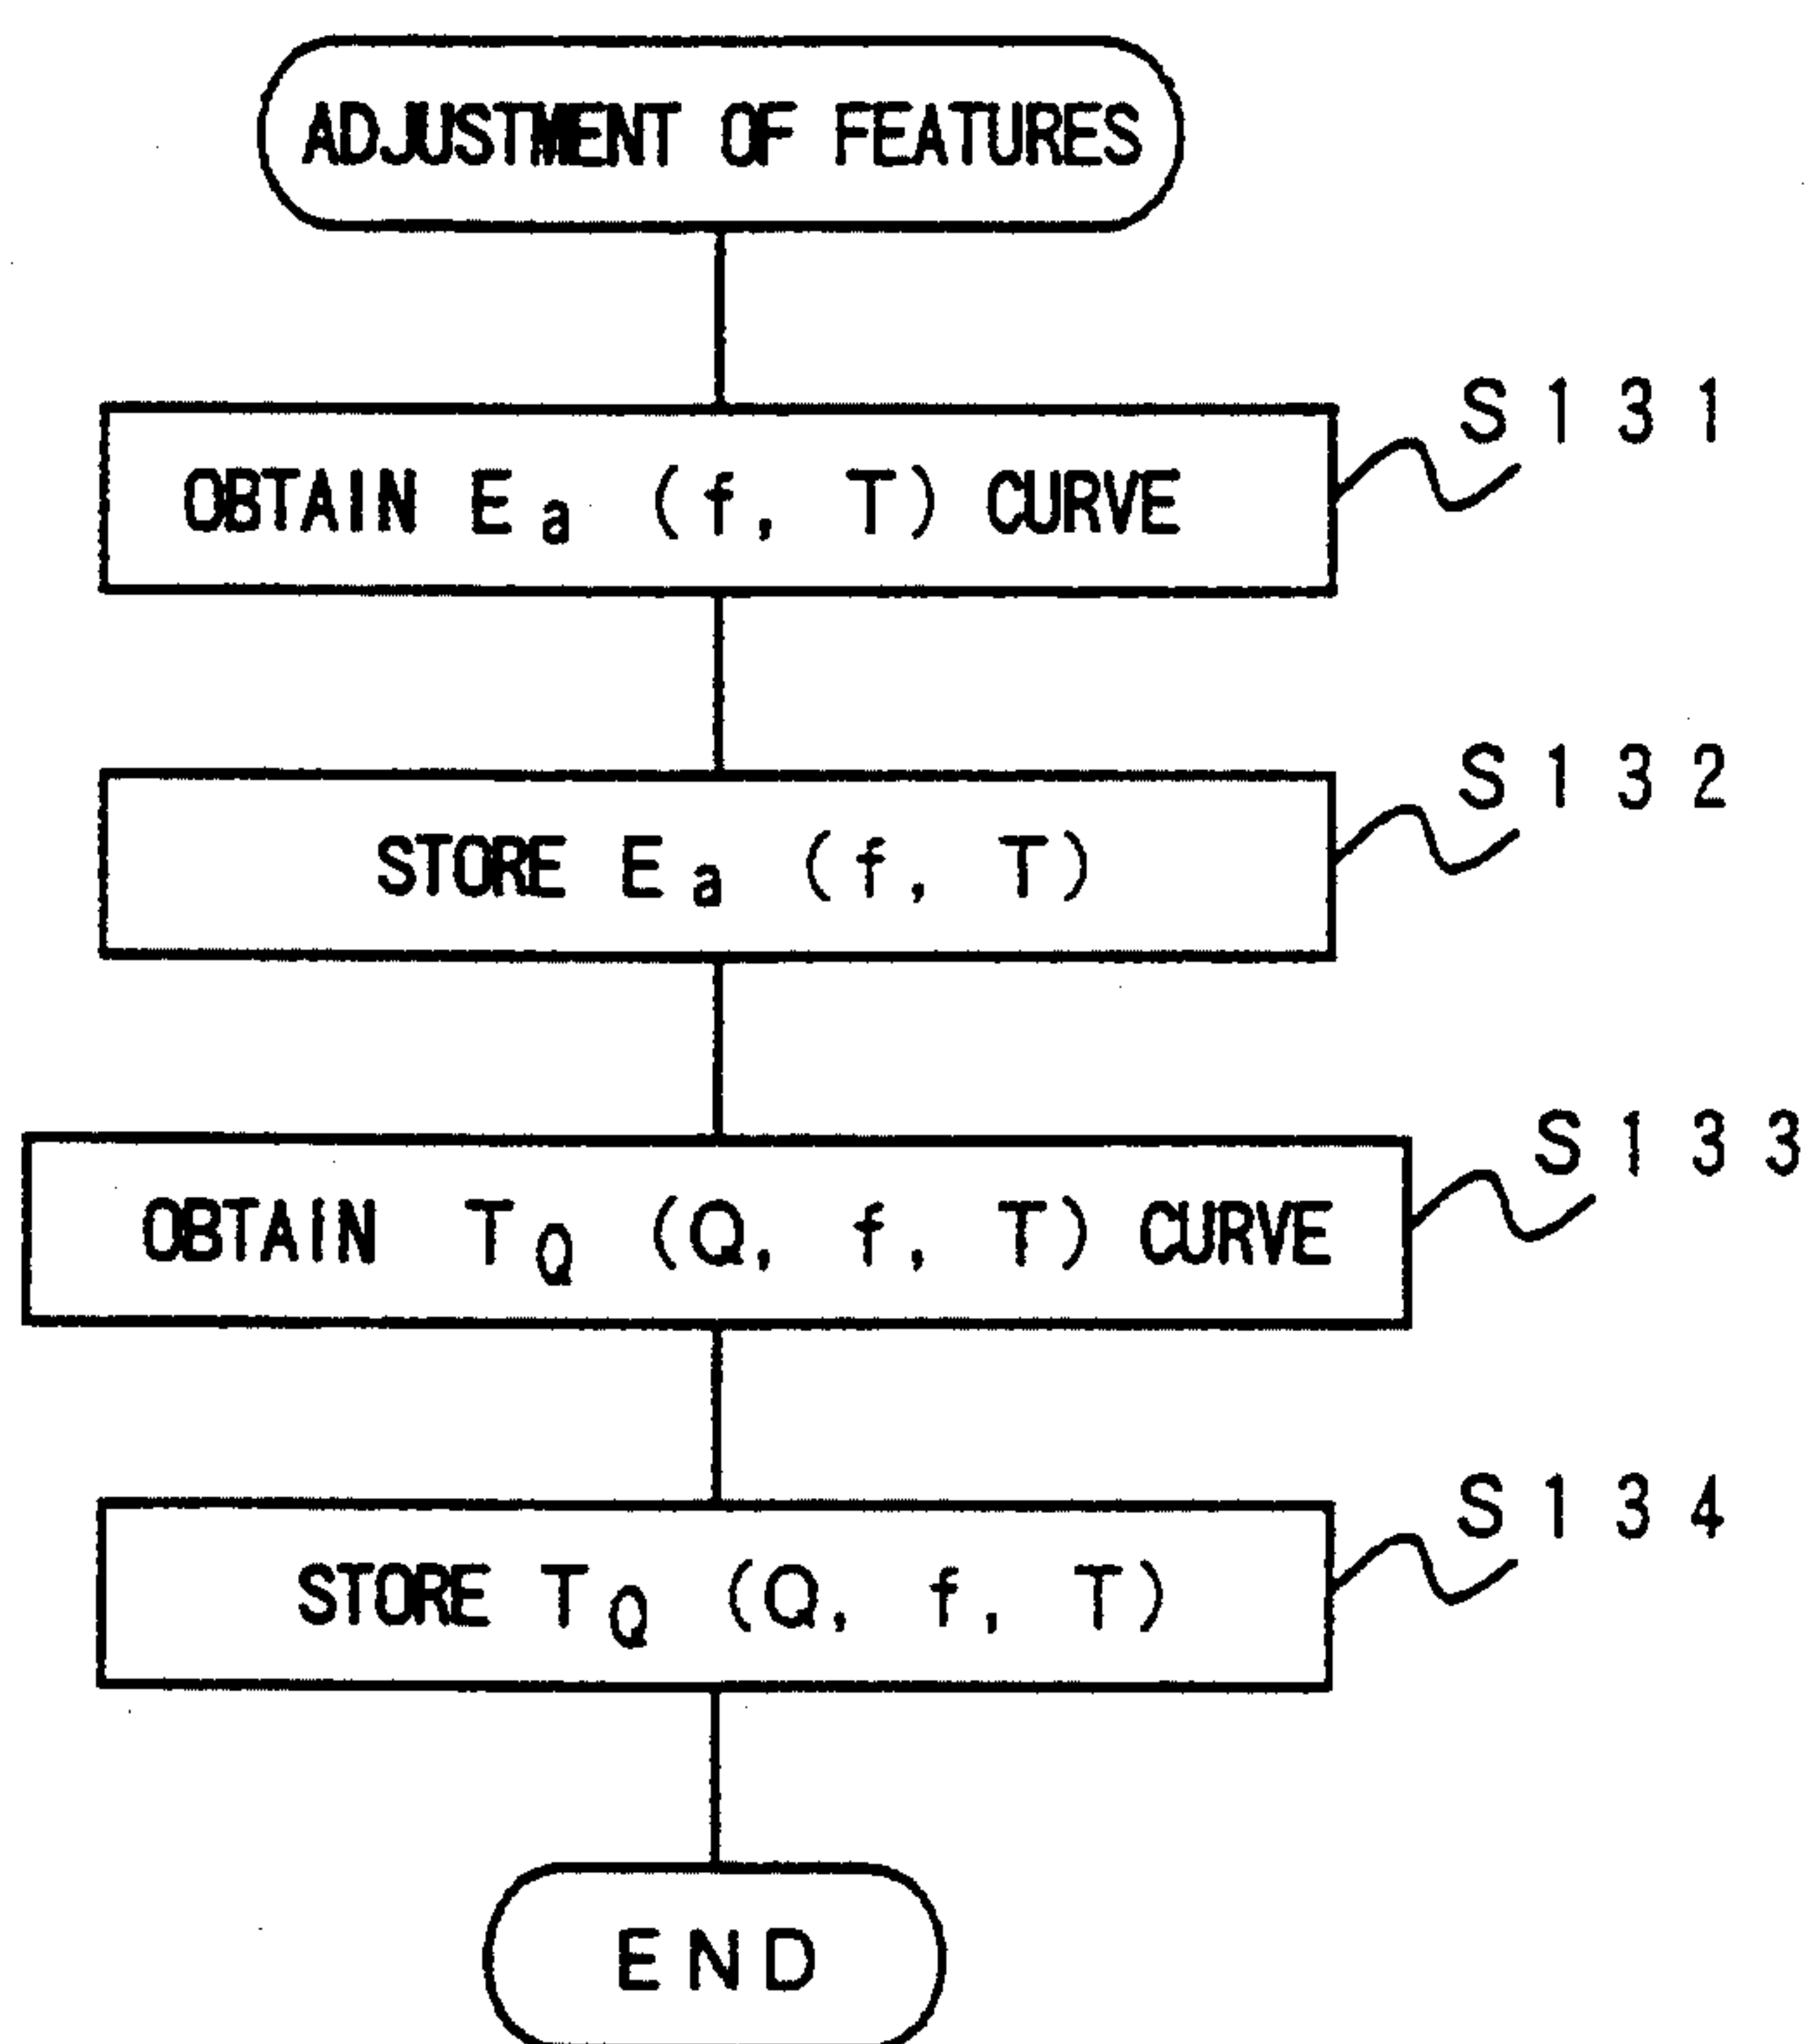 ADJUSTMENT OF FEATURES
S131
OBTAIN Ea (f, T) CURVE
S132
STORE Ea (f, T)
S133
OBTAIN TQ (Q, f, T) CURVE
S134
STORE TQ (Q, f, T)
END